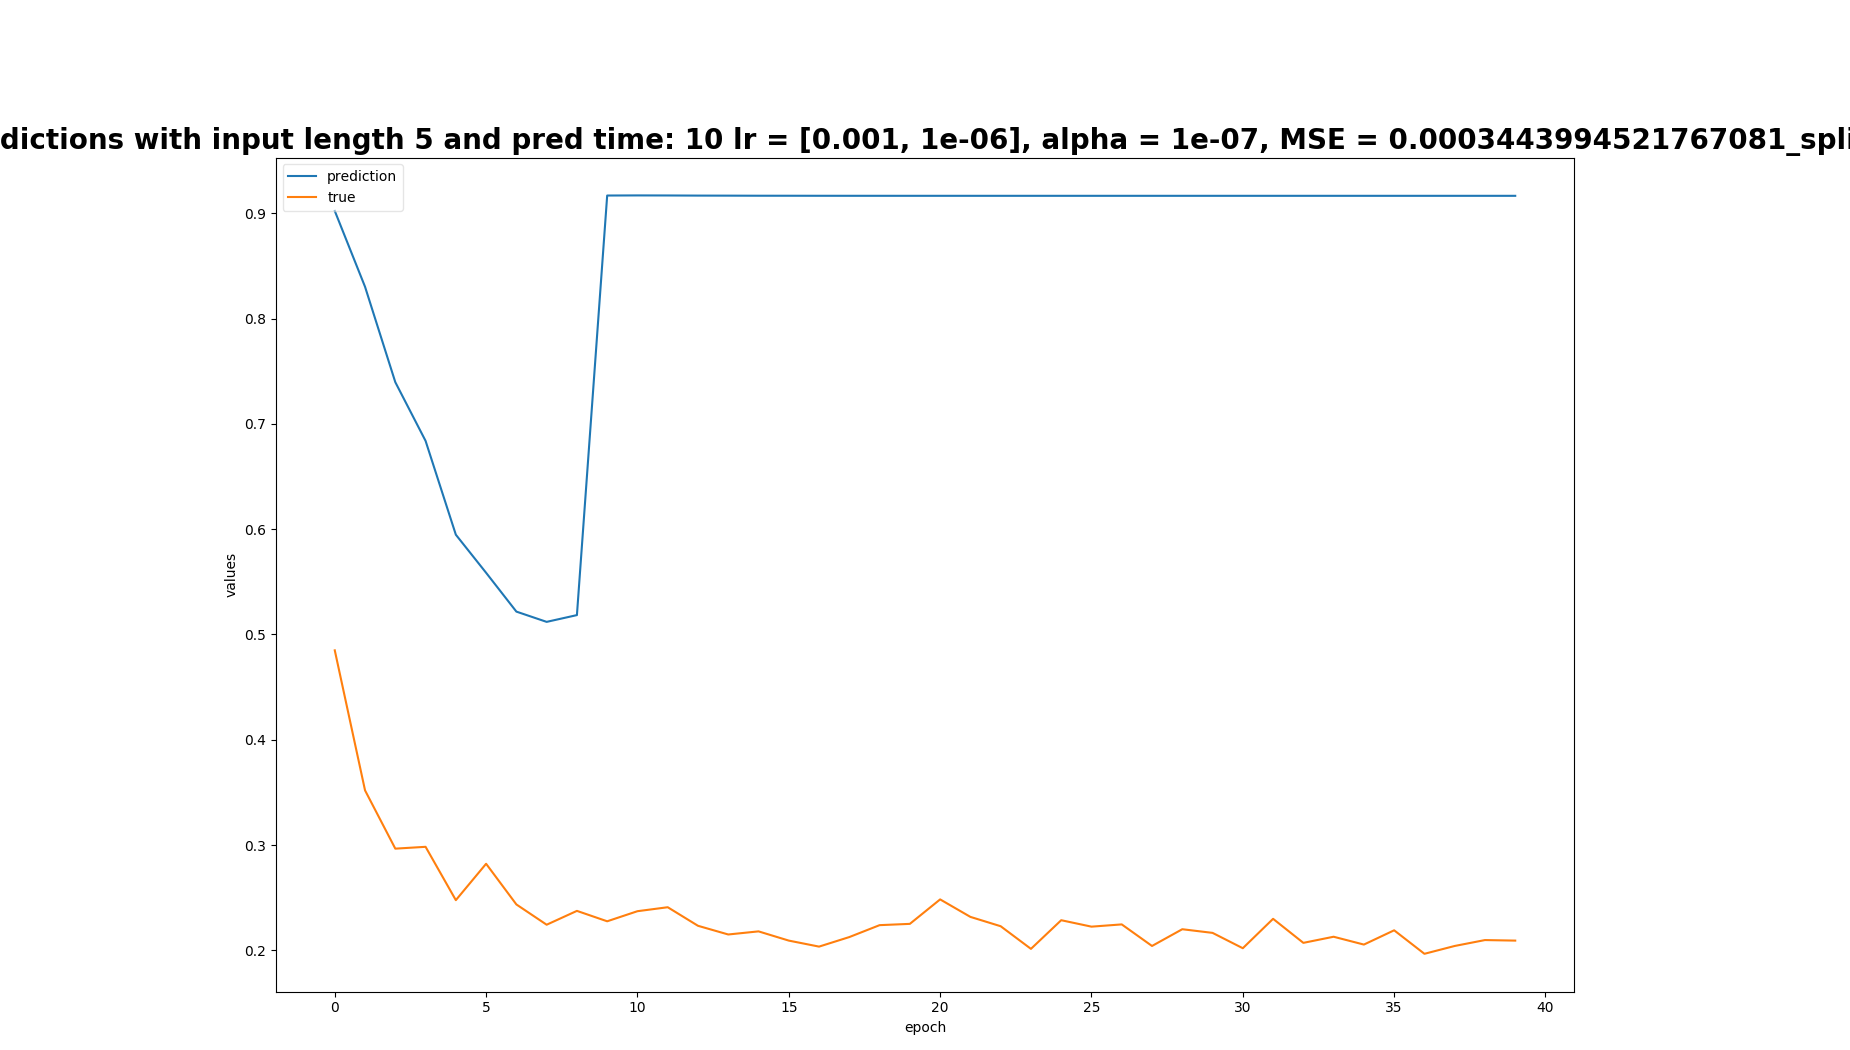 dictions with input length 5 and pred time: 10 lr = [0.001, 1e-06], alpha = 1e-07, MSE = 0.0003443994521767081_spli
prediction
true
0.9
0.8
0.7
0.6
0.5
0.4
0.3
0.2
values
0 5 10 15 20 25 30 35 40
epoch